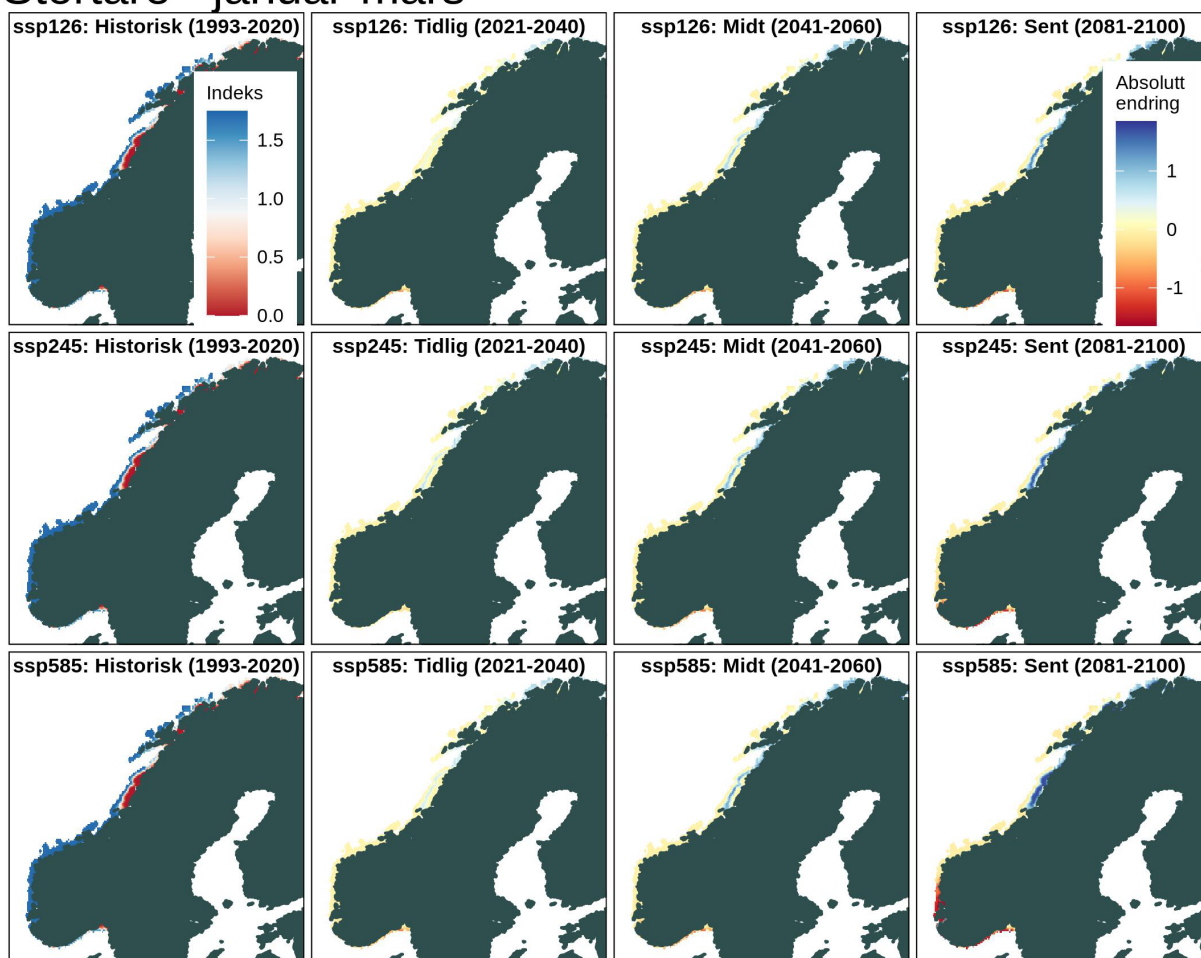 Stortare - januar-mars
ssp126: Historisk (1993-2020) ssp126: Tidlig (2021-2040) ssp126: Midt (2041-2060) ssp126: Sent (2081-2100)
Indeks
1.5
1.0
0.5
0.0
Absolutt
endring
1
0
-1
ssp245: Historisk (1993-2020) ssp245: Tidlig (2021-2040) ssp245: Midt (2041-2060) ssp245: Sent (2081-2100)
ssp585: Historisk (1993-2020) ssp585: Tidlig (2021-2040) ssp585: Midt (2041-2060) ssp585: Sent (2081-2100)